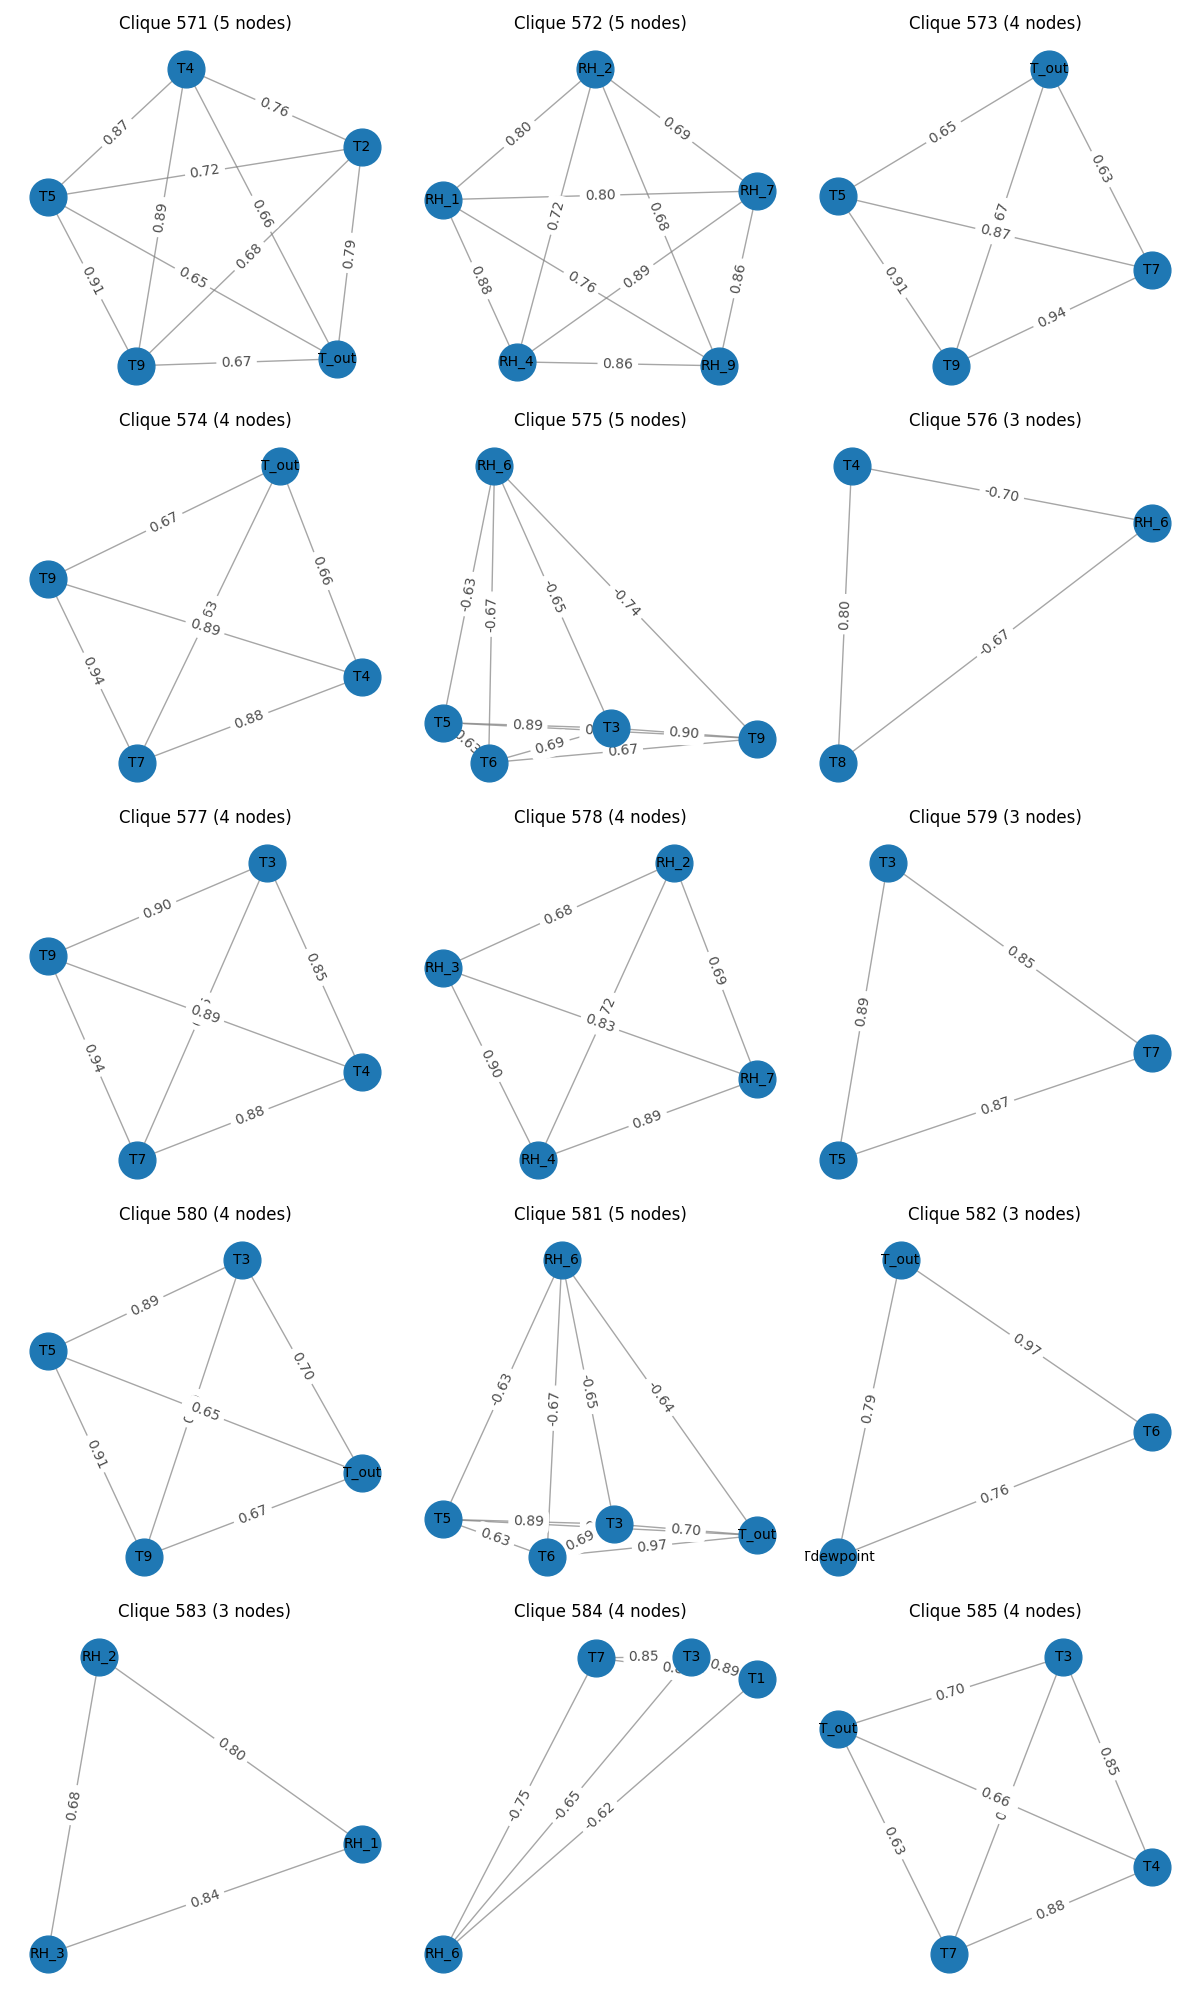 Clique 571 (5 nodes)
T4
0.76
0.87
T2
0.72
T5
0.89
0.66
0.79
0.68
0.65
0.91
T9
0.67
T_out
Clique 572 (5 nodes)
RH_2
0.80
0.69
RH_7
RH_1
0.80
0.72
0.68
0.76
0.89
0.88
0.86
RH_4
0.86
RH_9
Clique 573 (4 nodes)
T_out
0.65
0.63
T5
.67
0.87
T7
0.91
0.94
T9
Clique 574 (4 nodes)
T_out
0.67
0.66
T9
.63
0.89
0.94
T4
0.88
T7
Clique 575 (5 nodes)
RH_6
-0.63
-0.67
-0.65
-0.74
T5
0.89
T3
0.90
T9
0.63
0.69
0.67
T6
Clique 576 (3 nodes)
T4
-0.70
RH_6
0.80
-0.67
T8
Clique 577 (4 nodes)
T3
0.90
T9
0.85
0.89
0.94
T4
0.88
T7
Clique 578 (4 nodes)
RH_2
0.68
RH_3
0.69
.72
0.83
0.90
RH_7
0.89
RH_4
Clique 579 (3 nodes)
T3
0.85
0.89
T7
0.87
T5
Clique 580 (4 nodes)
T3
0.89
T5
0.70
0.65
0.91
T_out
0.67
T9
Clique 581 (5 nodes)
RH_6
-0.63
-0.67
-0.65
-0.64
T5
0.89
T3
0.70
T_out
0.63
0.69
0.97
T6
Clique 582 (3 nodes)
T_out
0.97
0.79
T6
0.76
Tdewpoint
Clique 583 (3 nodes)
RH_2
0.80
0.68
RH_1
0.84
RH_3
Clique 584 (4 nodes)
T7
0.85
T3
0.89
T1
-0.75
-0.65
-0.62
RH_6
Clique 585 (4 nodes)
T3
0.70
T_out
0.85
0.66
0.63
T4
0.88
T7